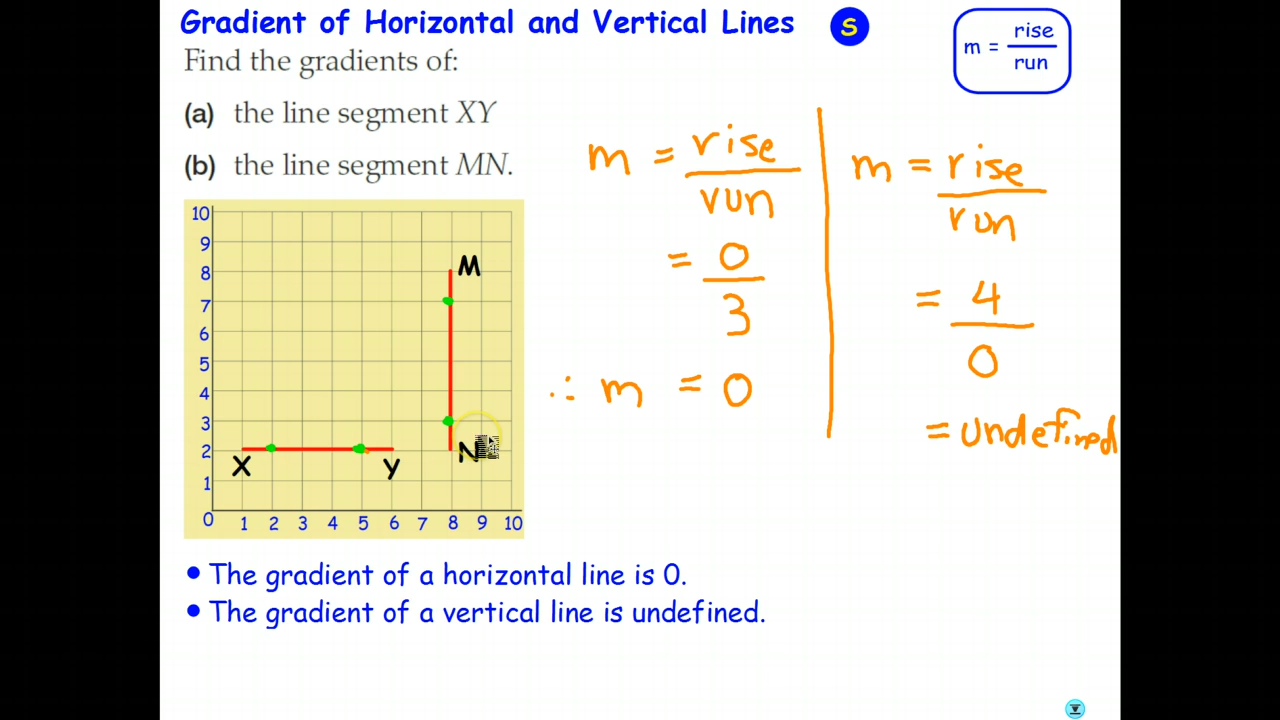 Gradient of Horizontal and Vertical Lines
S
m = rise / run
Find the gradients of:
(a) the line segment XY
(b) the line segment MN.
10
9
8
7
6
5
4
3
2
1
0 1 2 3 4 5 6 7 8 9 10
M
N
X
Y
m = rise / run
= 0 / 3
∴ m = 0
m = rise / run
= 4 / 0
= undefined
• The gradient of a horizontal line is 0.
• The gradient of a vertical line is undefined.